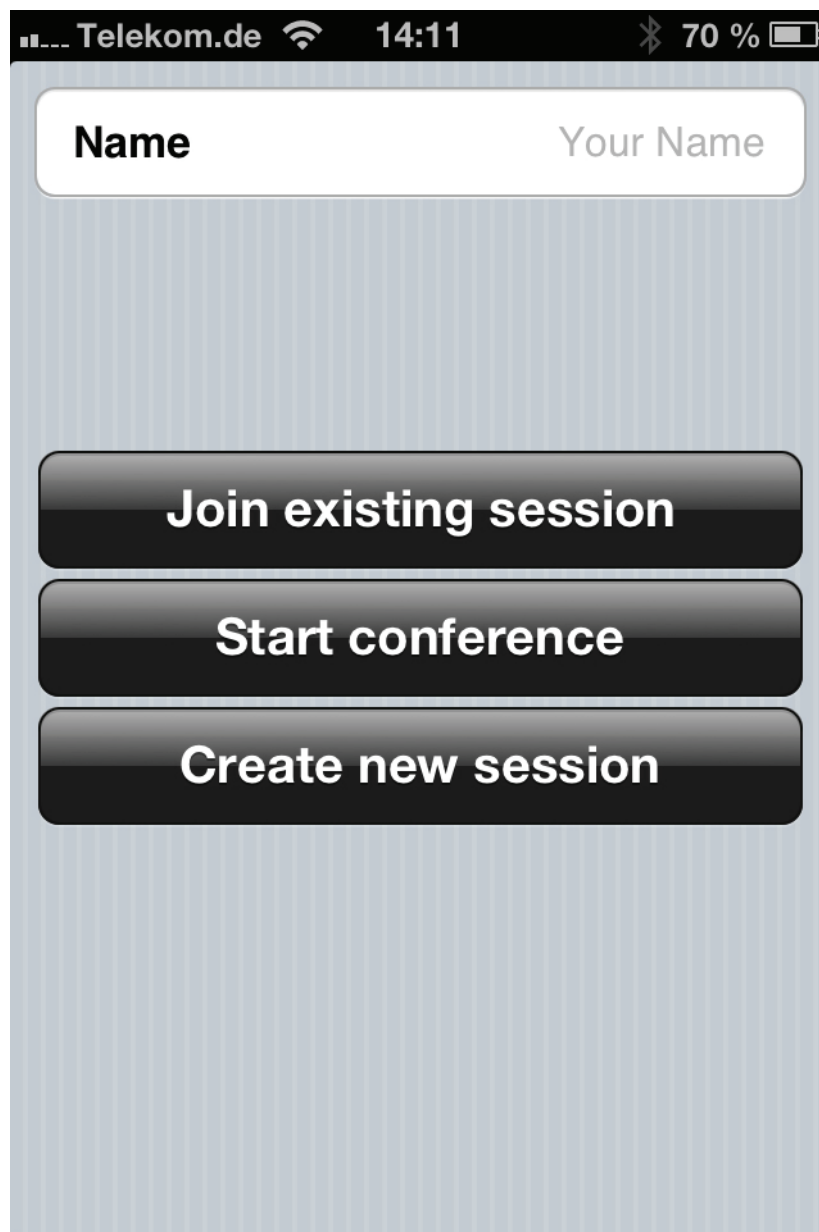 Telekom.de 14:11 70 %
Name Your Name
Join existing session
Start conference
Create new session